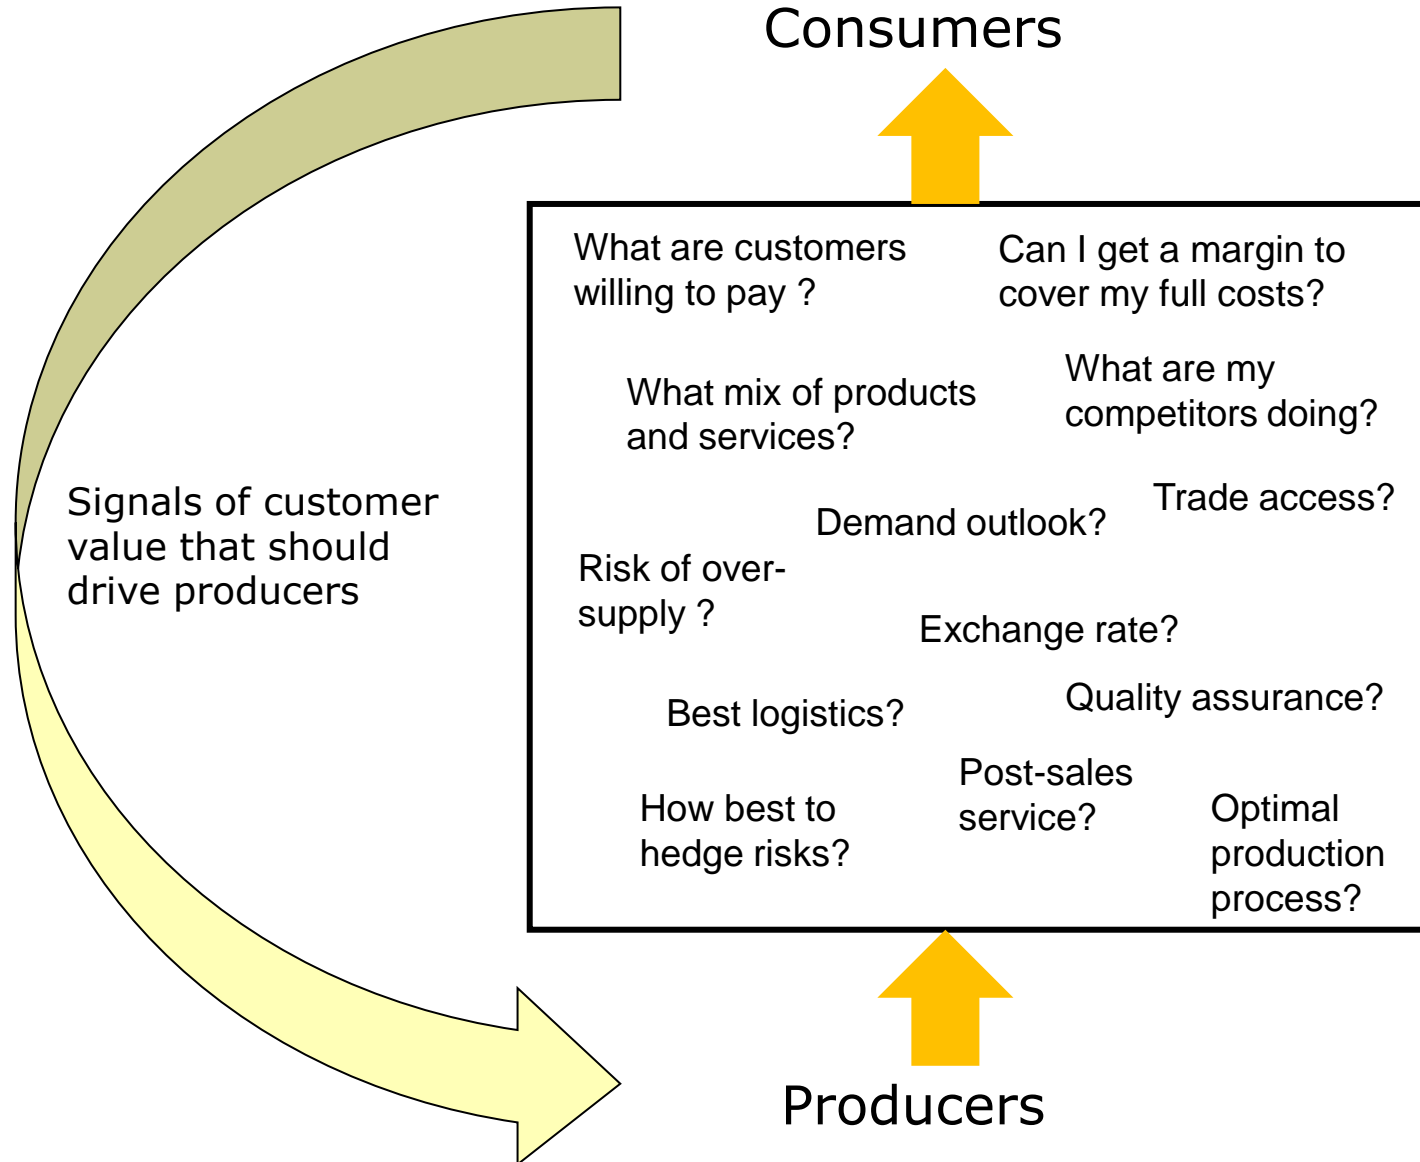 Consumers
What are customers
willing to pay ?
Can I get a margin to
cover my full costs?
What mix of products
and services?
What are my
competitors doing?
Signals of customer
value that should
drive producers
Demand outlook?
Trade access?
Risk of over-
supply ?
Exchange rate?
Best logistics?
Quality assurance?
How best to
hedge risks?
Post-sales
service?
Optimal
production
process?
Producers